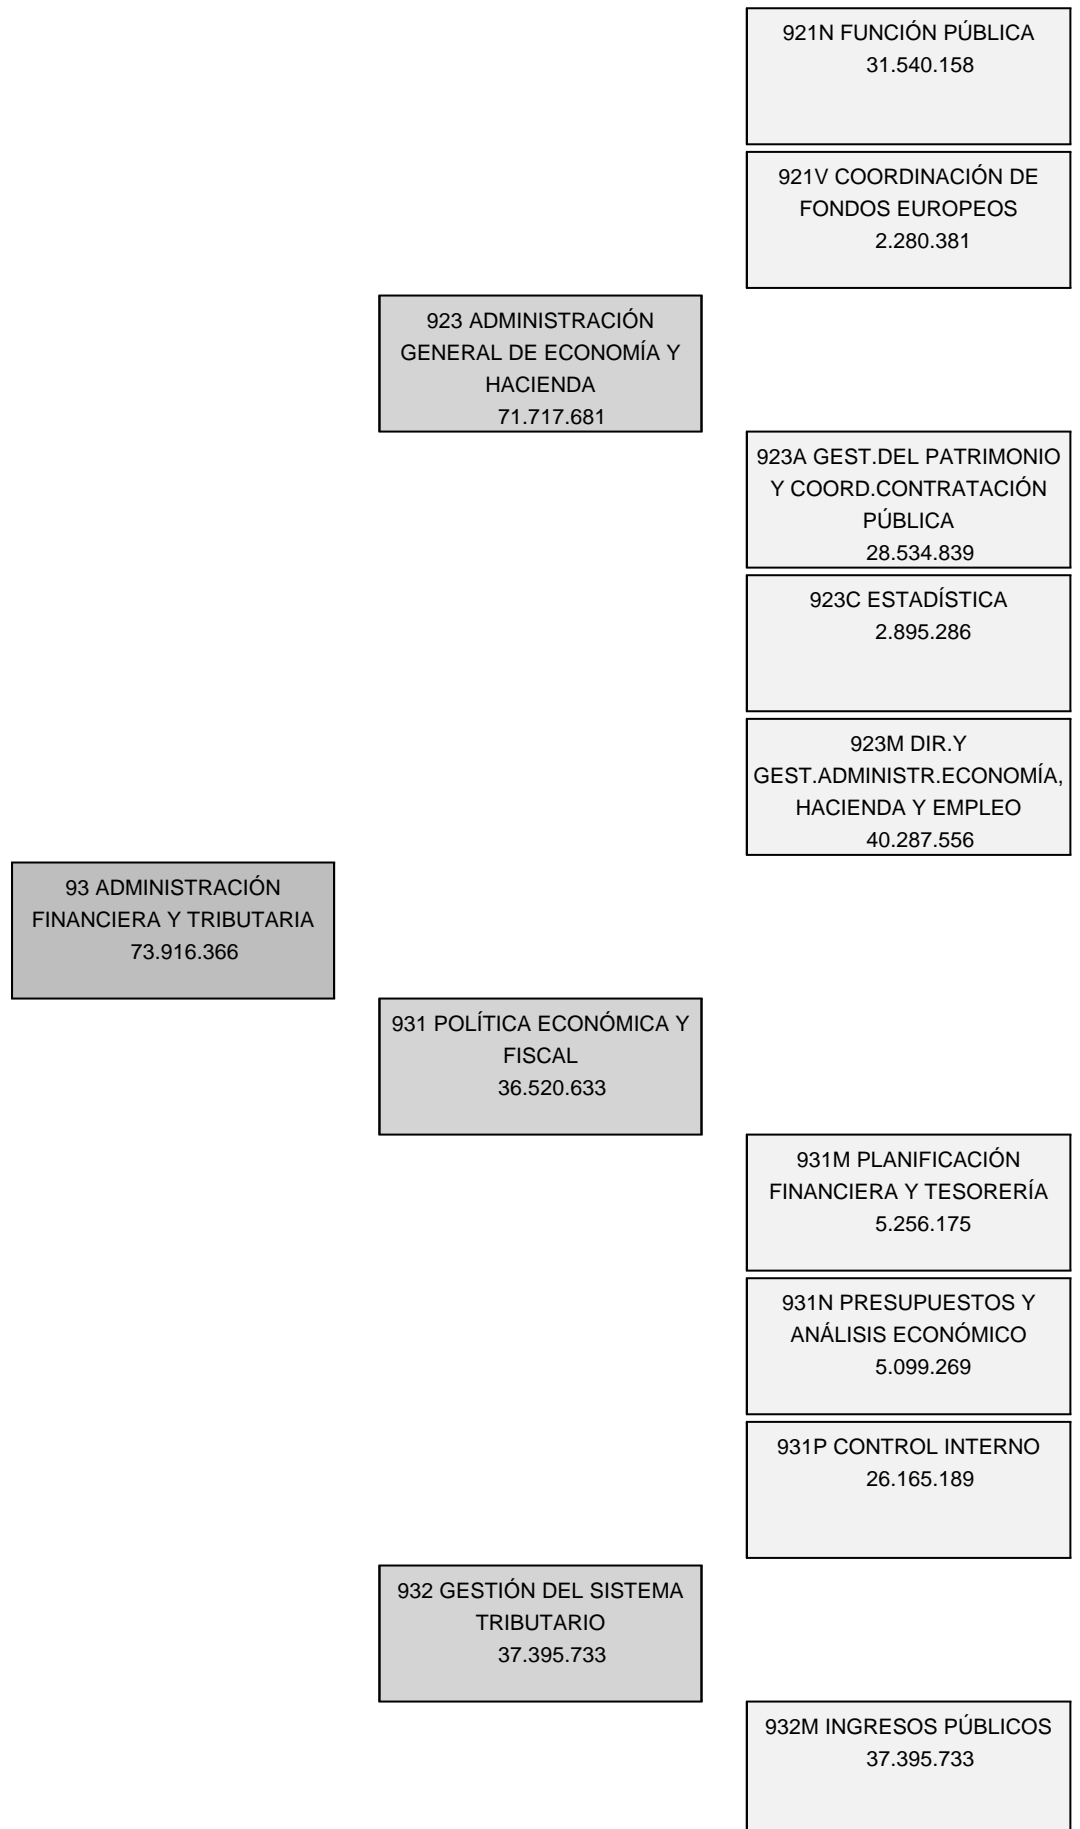 921N FUNCIÓN PÚBLICA
31.540.158
921V COORDINACIÓN DE
FONDOS EUROPEOS
2.280.381
923 ADMINISTRACIÓN
GENERAL DE ECONOMÍA Y
HACIENDA
71.717.681
923A GEST.DEL PATRIMONIO
Y COORD.CONTRATACIÓN
PÚBLICA
28.534.839
923C ESTADÍSTICA
2.895.286
923M DIR.Y
GEST.ADMINISTR.ECONOMÍA,
HACIENDA Y EMPLEO
40.287.556
93 ADMINISTRACIÓN
FINANCIERA Y TRIBUTARIA
73.916.366
931 POLÍTICA ECONÓMICA Y
FISCAL
36.520.633
931M PLANIFICACIÓN
FINANCIERA Y TESORERÍA
5.256.175
931N PRESUPUESTOS Y
ANÁLISIS ECONÓMICO
5.099.269
931P CONTROL INTERNO
26.165.189
932 GESTIÓN DEL SISTEMA
TRIBUTARIO
37.395.733
932M INGRESOS PÚBLICOS
37.395.733